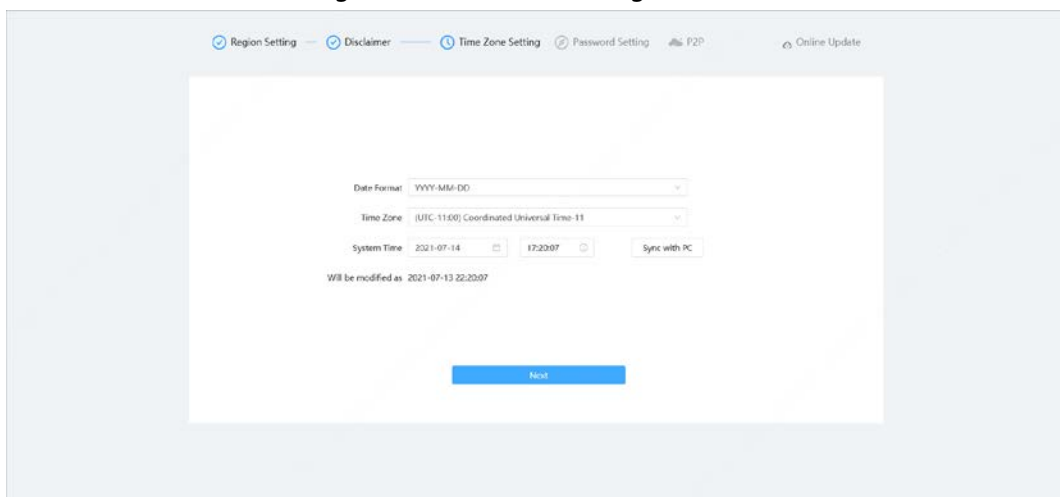 Region Setting Disclaimer Time Zone Setting Password Setting P2P Online Update
Date Format YYYY-MM-DD
Time Zone (UTC-11:00) Coordinated Universal Time-11
System Time 2021-07-14 17:20:07 Sync with PC
Will be modified as 2021-07-13 22:20:07
Next